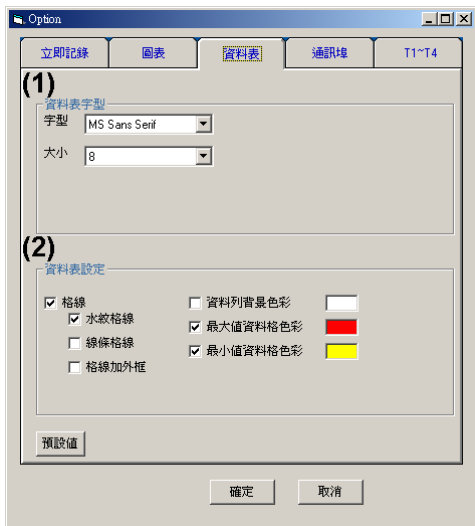 Option
立即記錄 圖表 資料表 通訊埠 T1~T4
(1)
資料表字型
字型 MS Sans Serif
大小 8
(2)
資料表設定
格線 資料列背景色彩
水紋格線 最大值資料格色彩
線條格線 最小值資料格色彩
格線加外框
預設值
確定 取消